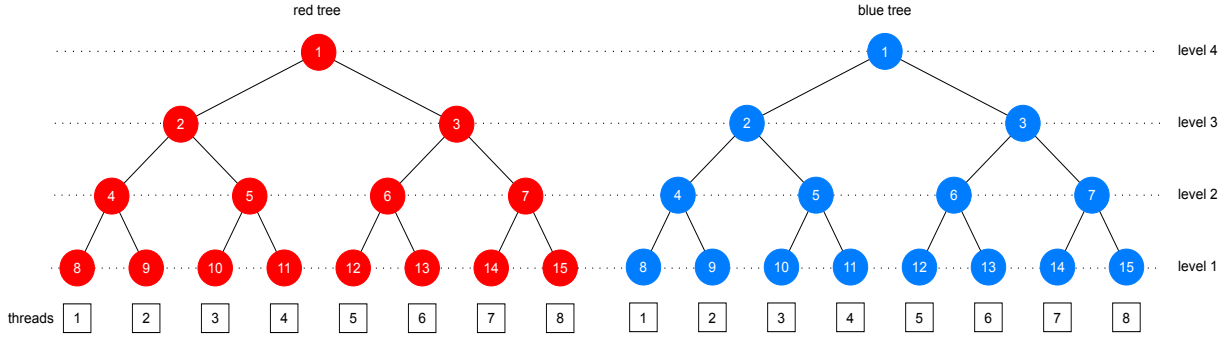 red tree blue tree
1 1 level 4
2 3 2 3 level 3
4 5 6 7 4 5 6 7 level 2
8 9 10 11 12 13 14 15 8 9 10 11 12 13 14 15 level 1
threads 1 2 3 4 5 6 7 8 1 2 3 4 5 6 7 8